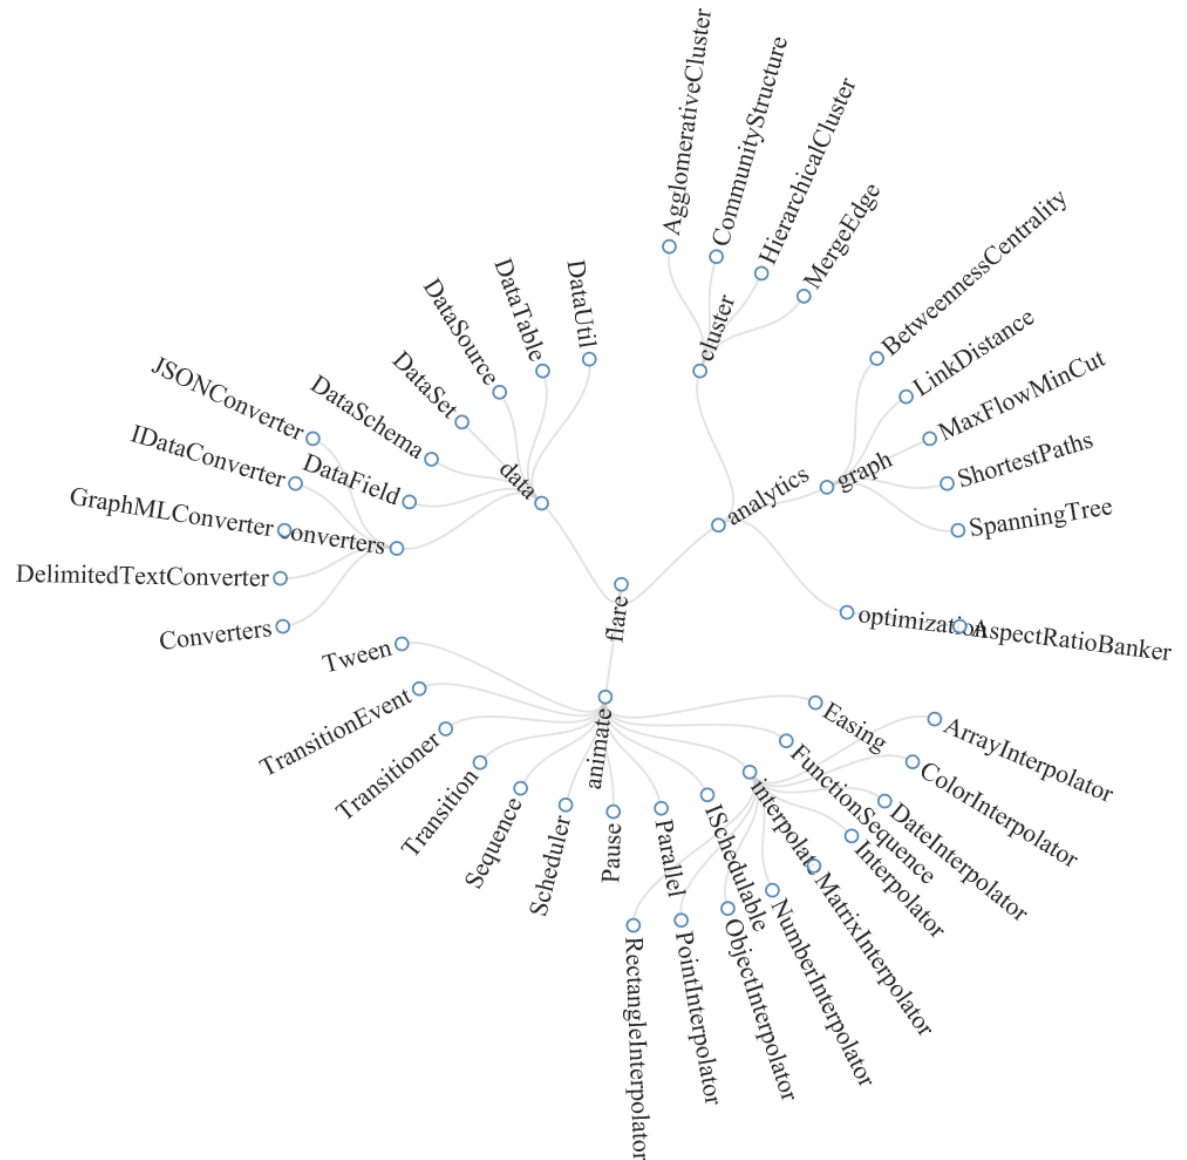 flare
analytics
cluster
AgglomerativeCluster
CommunityStructure
HierarchicalCluster
MergeEdge
graph
BetweennessCentrality
LinkDistance
MaxFlowMinCut
ShortestPaths
SpanningTree
optimization
AspectRatioBanker
animate
Easing
FunctionSequence
interpolate
ArrayInterpolator
ColorInterpolator
DateInterpolator
Interpolator
MatrixInterpolator
NumberInterpolator
ObjectInterpolator
PointInterpolator
RectangleInterpolator
ISchedulable
Parallel
Pause
Scheduler
Sequence
Transition
Transitioner
TransitionEvent
Tween
data
converters
Converters
DelimitedTextConverter
GraphMLConverter
IDataConverter
JSONConverter
DataField
DataSchema
DataSet
DataSource
DataTable
DataUtil